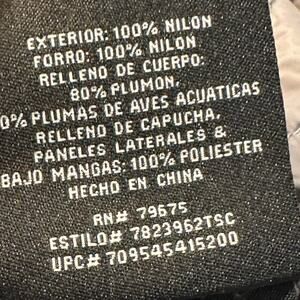 EXTERIOR: 100% NILON
FORRO: 100% NILON
RELLENO DE CUERPO:
80% PLUMON,
0% PLUMAS DE AVES ACUATICAS
RELLENO DE CAPUCHA,
PANELES LATERALES &
BAJO MANGAS: 100% POLIESTER
HECHO EN CHINA
RN# 79675
ESTILO# 7823962TSC
UPC# 709545415200